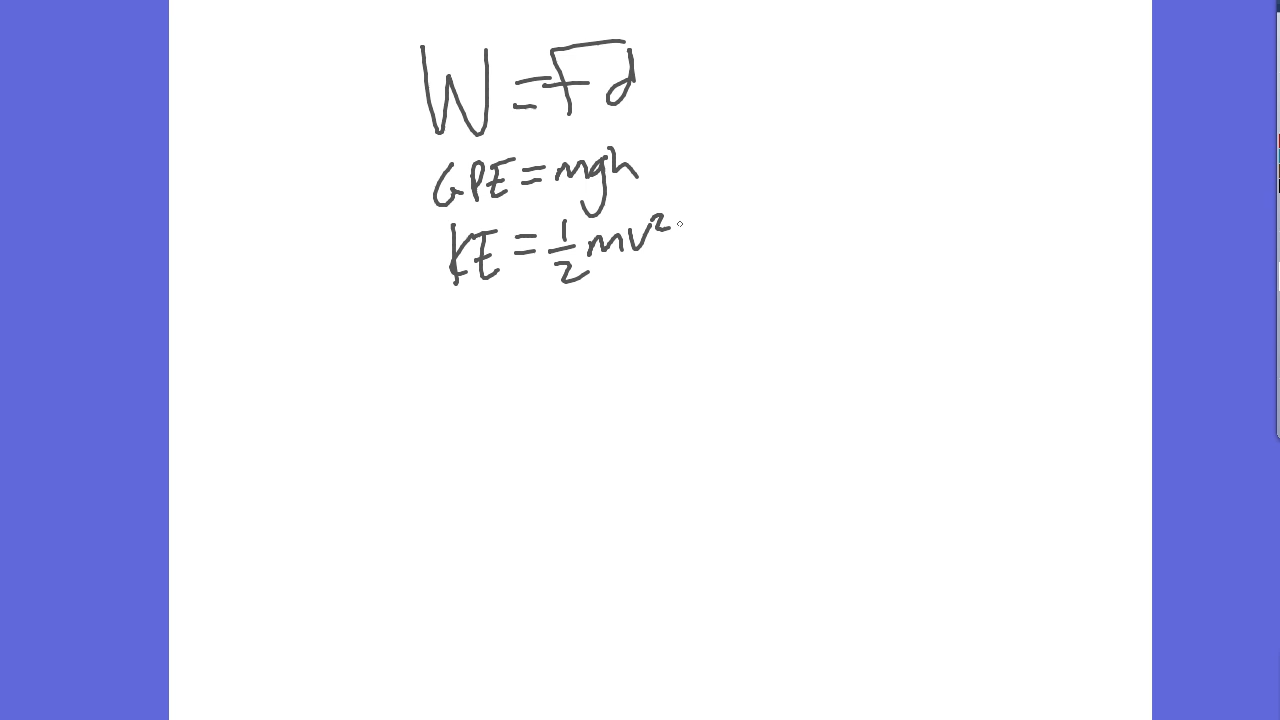 W = Fd
GPE = mgh
KE = 1/2 mv²